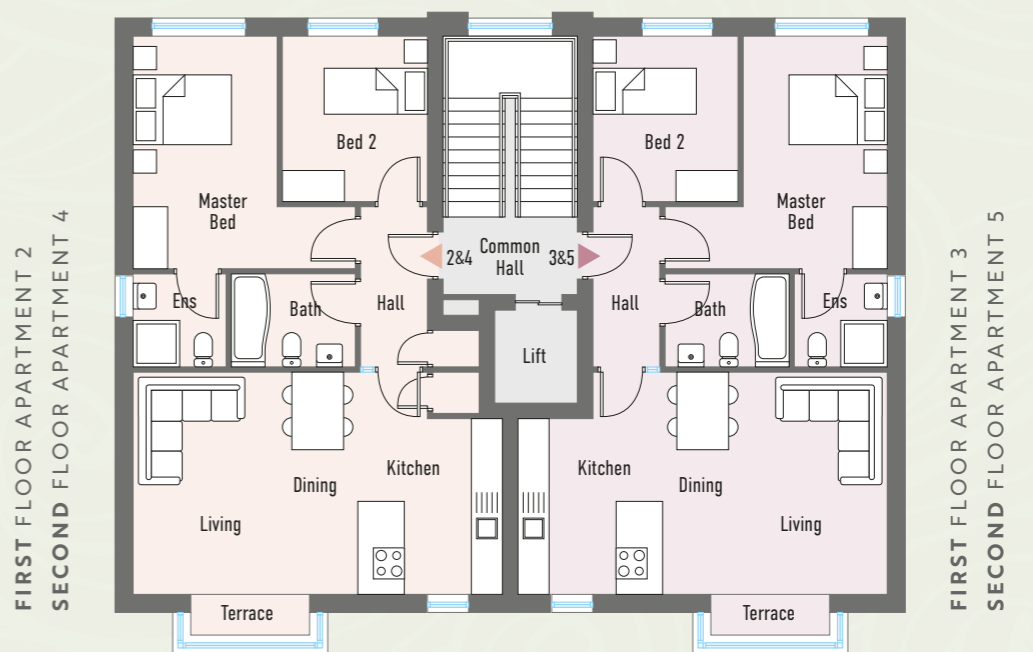 FIRST FLOOR APARTMENT 2
SECOND FLOOR APARTMENT 4
Bed 2
Master
Bed
Ens
Bath
Hall
2&4
Common
Hall
3&5
Lift
Bed 2
Master
Bed
Hall
Bath
Ens
Kitchen
Dining
Living
Terrace
Kitchen
Dining
Living
Terrace
FIRST FLOOR APARTMENT 3
SECOND FLOOR APARTMENT 5